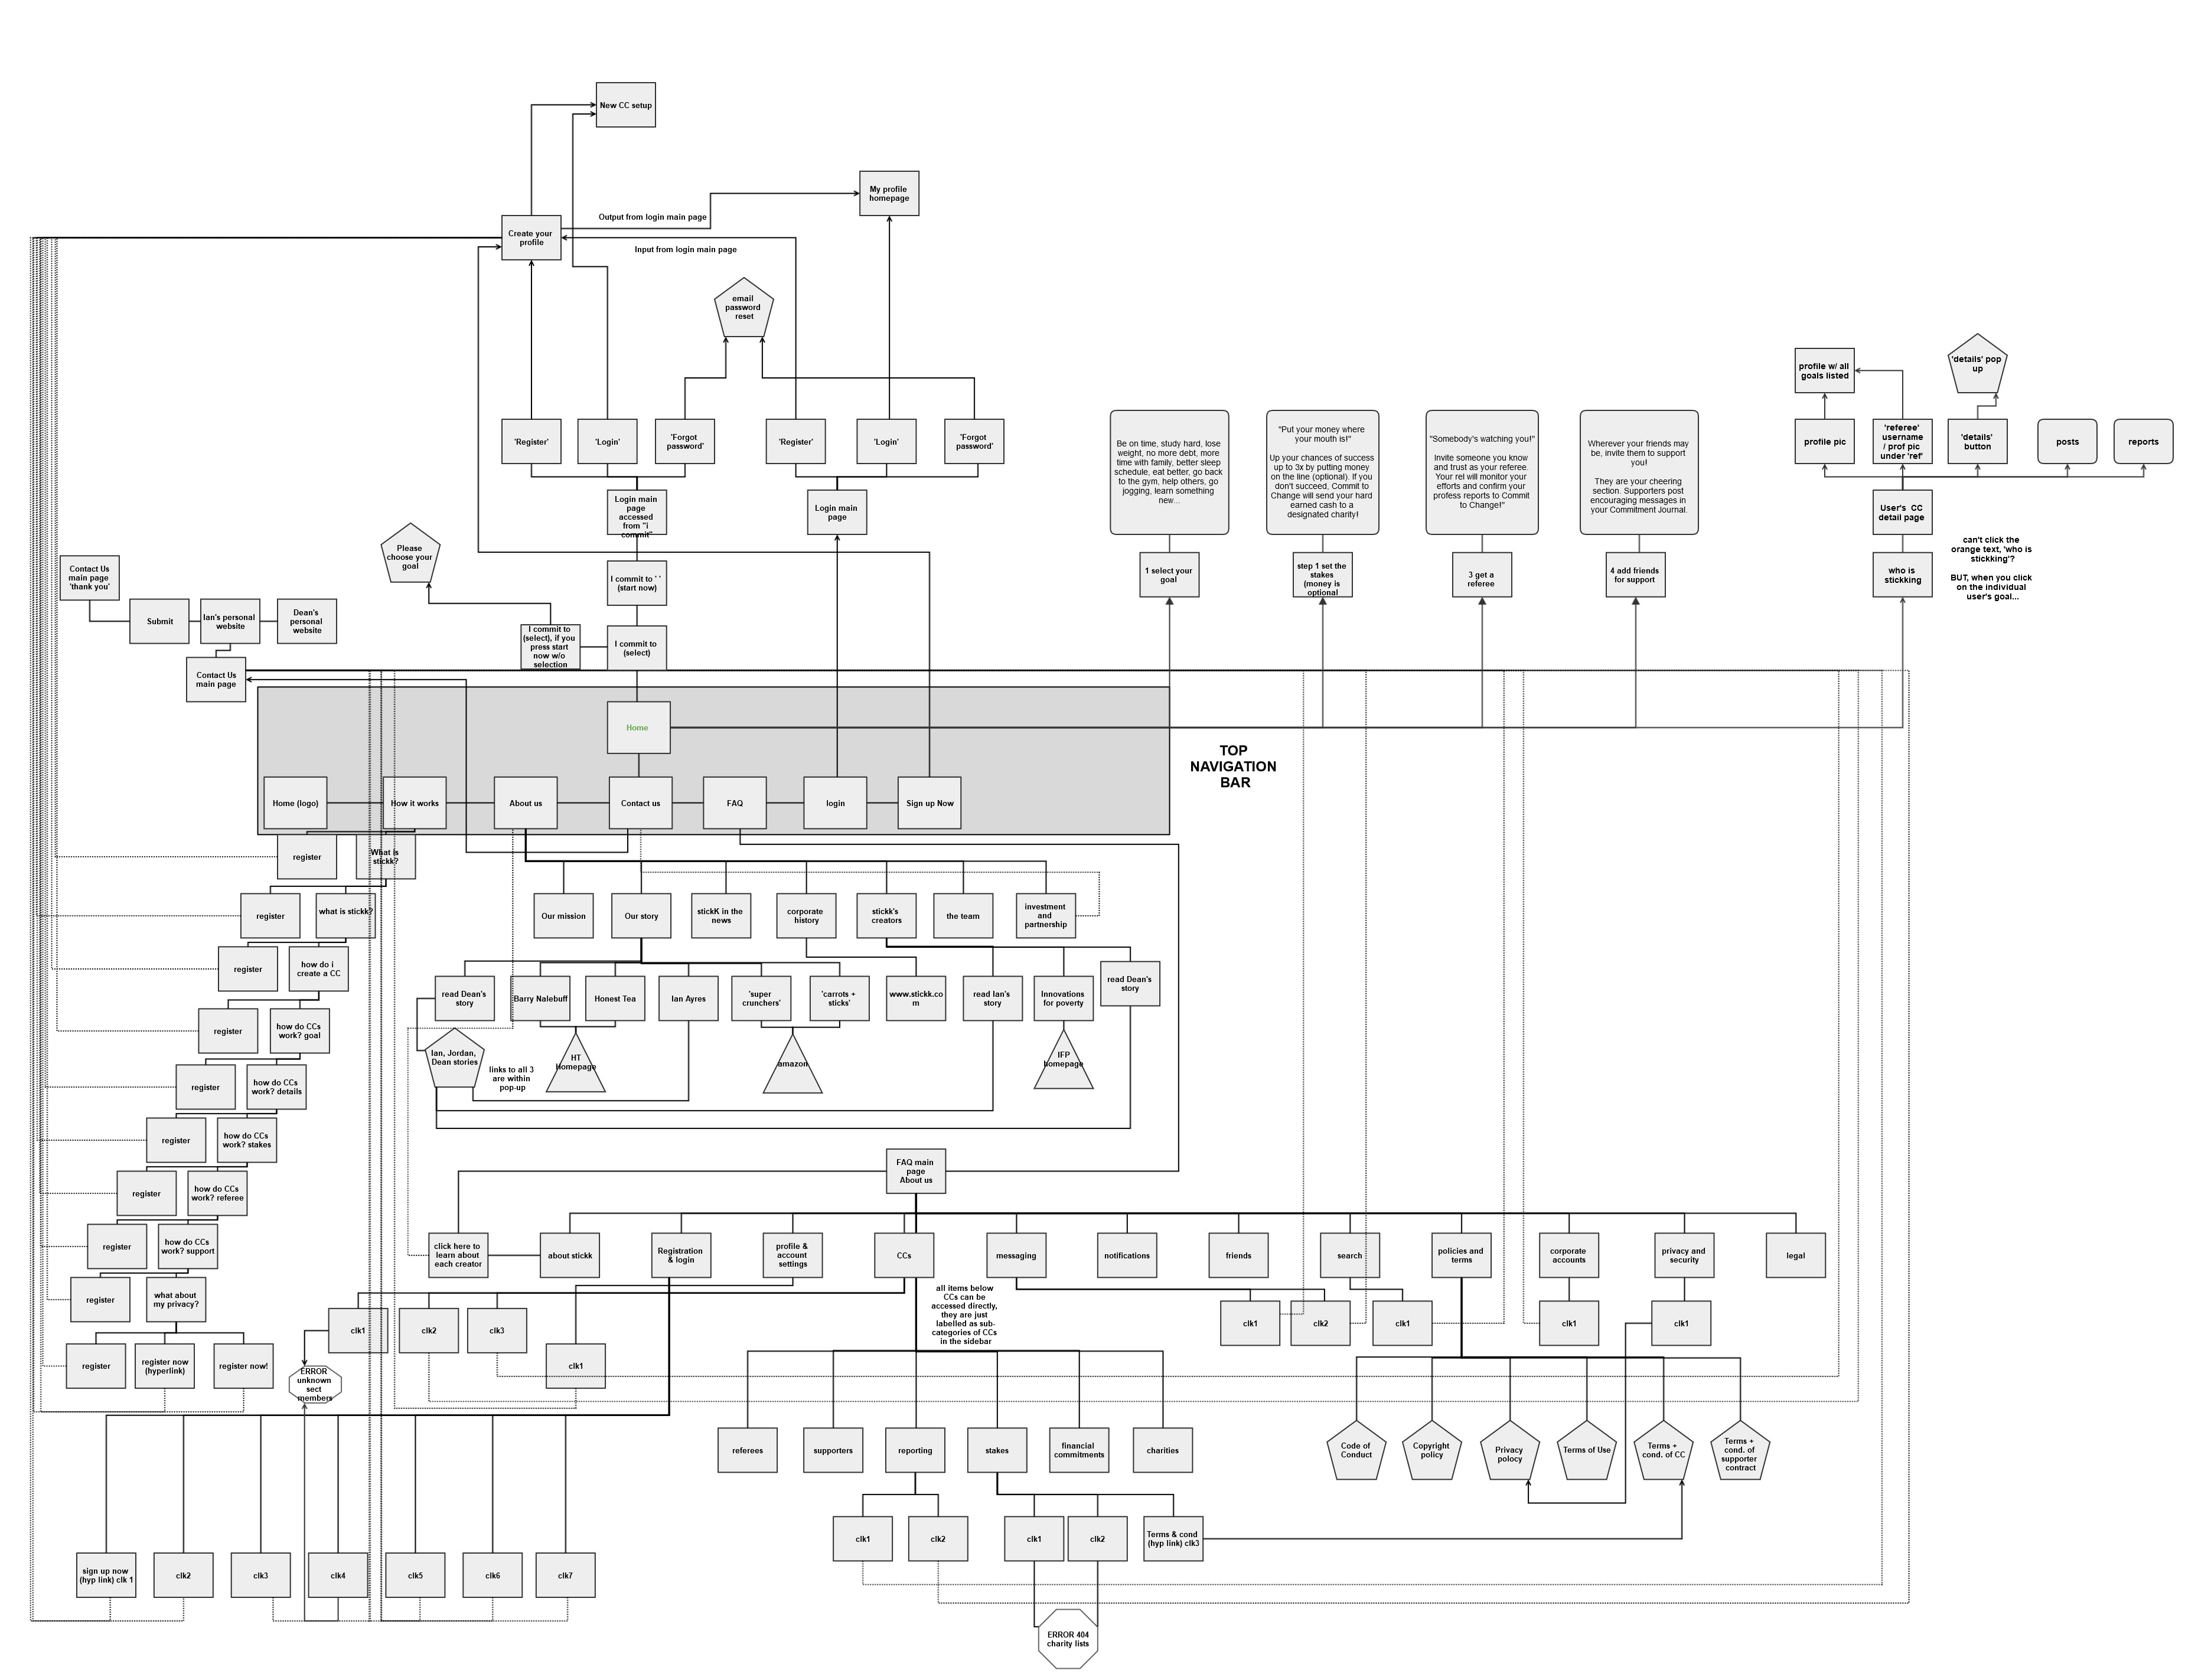 New CC setup
My profile
homepage
Output from login main page
Create your
profile
Input from login main page
email
password
reset
profile w/ all
goals listed
'details' pop
up
'Register'
'Login'
'Forgot
password'
'Register'
'Login'
'Forgot
password'
Be on time, study hard, lose
weight, no more debt, more
time with family, better sleep
schedule, eat better, go back
to the gym, help others, go
jogging, learn something
new...
"Put your money where
your mouth is!"
Up your chances of success
up to 3x by putting money
on the line (optional). If you
don't succeed, Commit to
Change will send your hard
earned cash to a
designated charity!
"Somebody's watching you!"
Invite someone you know
and trust as your referee.
Your rel will monitor your
efforts and confirm your
profess reports to Commit
to Change!"
Wherever your friends may
be, invite them to support
you!
They are your cheering
section. Supporters post
encouraging messages in
your Commitment Journal.
profile pic
'referee'
username
/ prof pic
under 'ref'
'details'
button
posts
reports
Login main
page
accessed
from "i
commit"
Login main
page
User's CC
detail page
Please
choose your
goal
can't click the
orange text, 'who is
stickking'?
BUT, when you click
on the individual
user's goal...
Contact Us
main page
'thank you'
I commit to ' '
(start now)
1 select your
goal
step 1 set the
stakes
(money is
optional
3 get a
referee
4 add friends
for support
who is
stickking
Submit
Ian's personal
website
Dean's
personal
website
I commit to
(select), if you
press start
now w/o
selection
I commit to
(select)
Contact Us
main page
Home
TOP
NAVIGATION
BAR
Home (logo)
How it works
About us
Contact us
FAQ
login
Sign up Now
register
What is
stickk?
register
what is stickk?
Our mission
Our story
stickK in the
news
corporate
history
stickk's
creators
the team
investment
and
partnership
register
how do i
create a CC
read Dean's
story
Barry Nalebuff
Honest Tea
Ian Ayres
'super
crunchers'
'carrots +
sticks'
www.stickk.co
m
read Ian's
story
Innovations
for poverty
read Dean's
story
register
how do CCs
work? goal
Ian, Jordan,
Dean stories
links to all 3
are within
pop-up
HT
Homepage
amazon
IFP
homepage
register
how do CCs
work? details
register
how do CCs
work? stakes
FAQ main
page
About us
register
how do CCs
work? referee
register
how do CCs
work? support
click here to
learn about
each creator
about stickk
Registration
& login
profile &
account
settings
CCs
messaging
notifications
friends
search
policies and
terms
corporate
accounts
privacy and
security
legal
register
what about
my privacy?
all items below
CCs can be
accessed directly,
they are just
labelled as sub-
categories of CCs
in the sidebar
clk1
clk2
clk3
clk1
clk2
clk1
clk1
clk1
register
register now
(hyperlink)
register now!
ERROR
unknown
sect
members
clk1
referees
supporters
reporting
stakes
financial
commitments
charities
Code of
Conduct
Copyright
policy
Privacy
polocy
Terms of Use
Terms +
cond. of CC
Terms +
cond. of
supporter
contract
clk1
clk2
clk1
clk2
Terms & cond
(hyp link) clk3
sign up now
(hyp link) clk 1
clk2
clk3
clk4
clk5
clk6
clk7
ERROR 404
charity lists